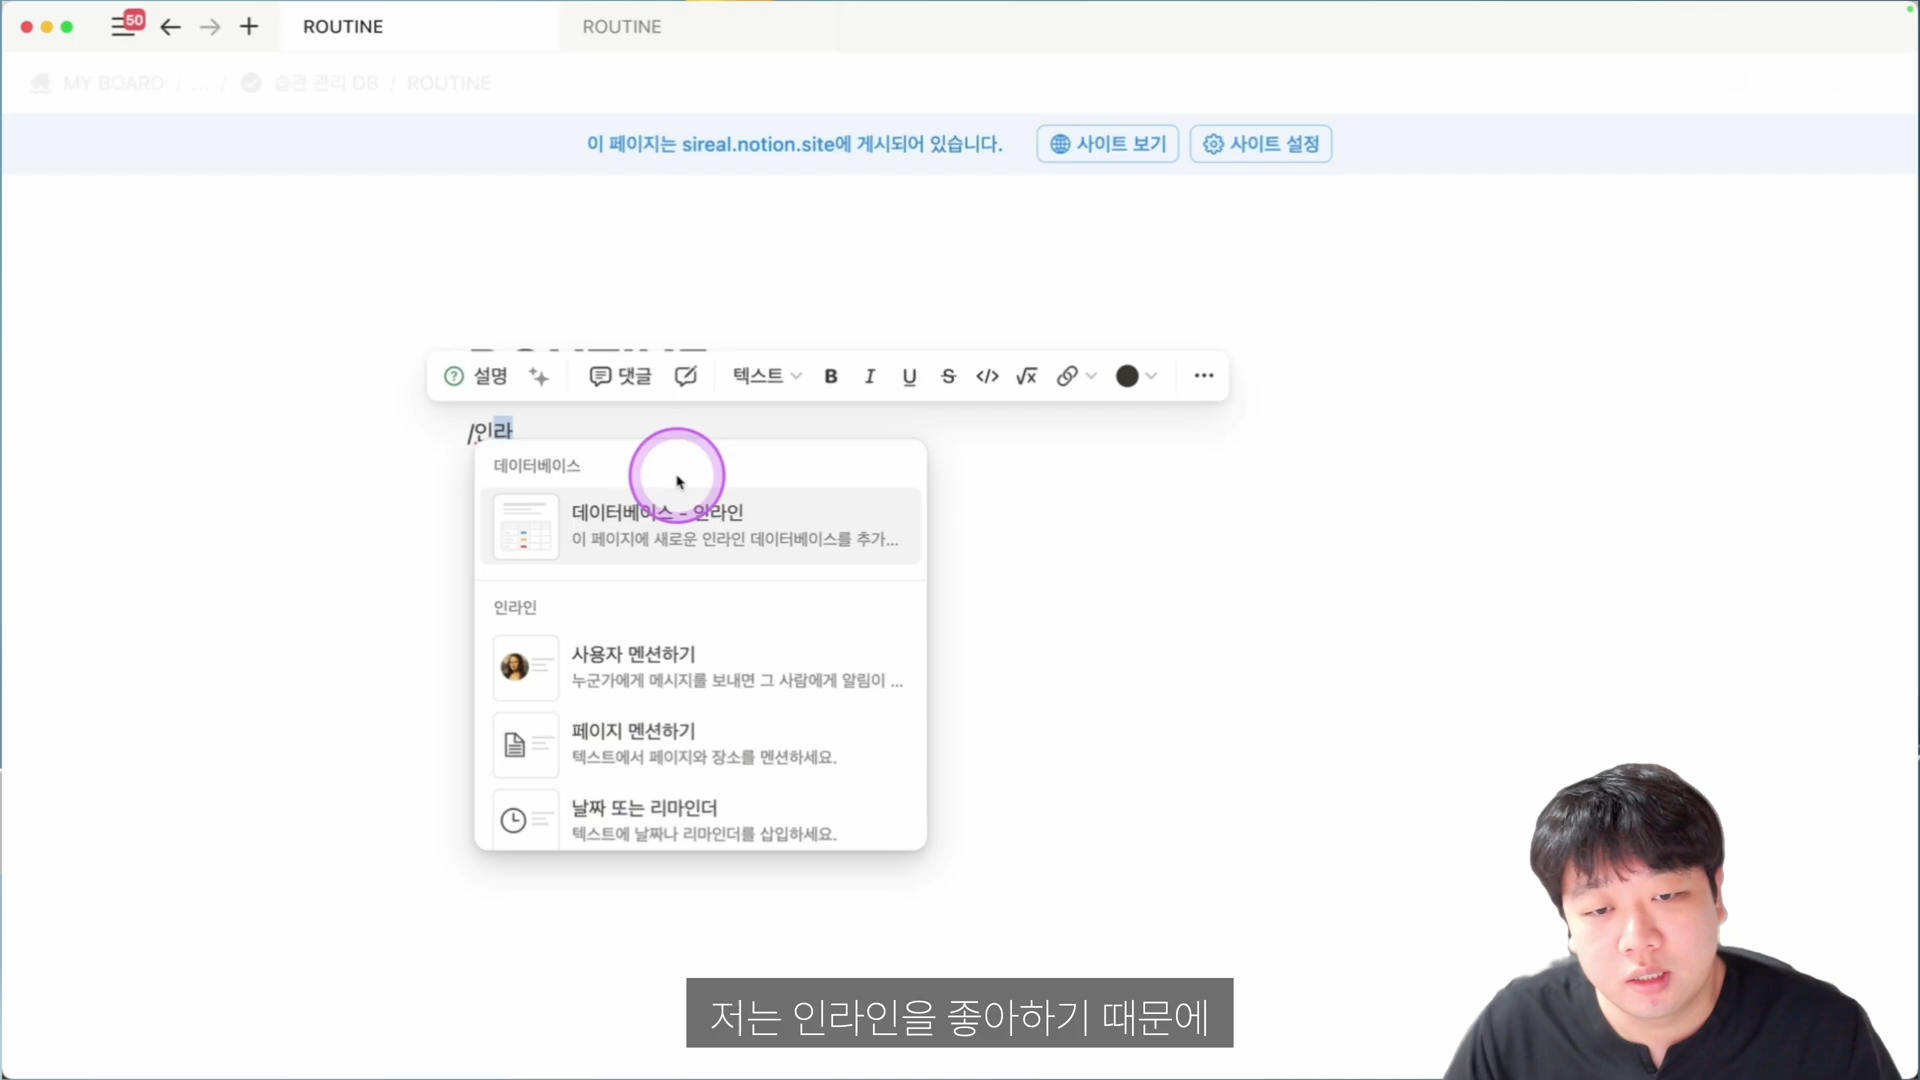 50
ROUTINE
ROUTINE
MY BOARD / ... / 습관 관리 DB / ROUTINE
이 페이지는 sireal.notion.site에 게시되어 있습니다.
사이트 보기
사이트 설정
설명
댓글
텍스트
B
I
U
S
</>
√x
/인라
데이터베이스
데이터베이스 - 인라인
이 페이지에 새로운 인라인 데이터베이스를 추가...
인라인
사용자 멘션하기
누군가에게 메시지를 보내면 그 사람에게 알림이 ...
페이지 멘션하기
텍스트에서 페이지와 장소를 멘션하세요.
날짜 또는 리마인더
텍스트에 날짜나 리마인더를 삽입하세요.
저는 인라인을 좋아하기 때문에